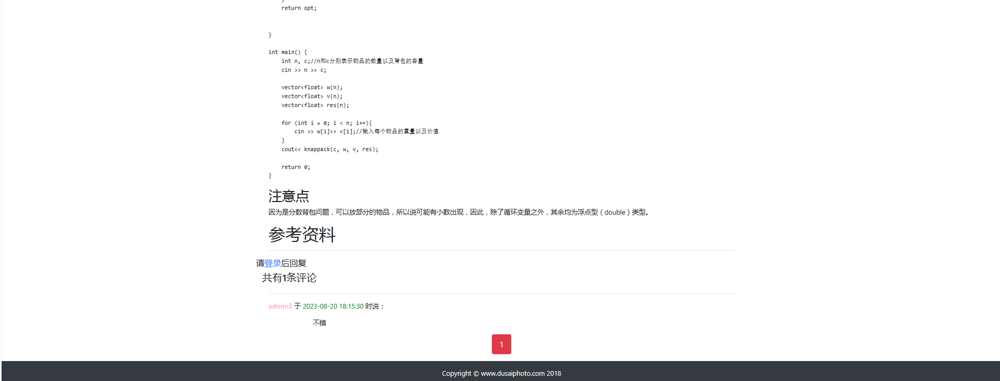 }
return opt;
}
int main() {
int n, c;//n和c分别表示物品的数量以及背包的容量
cin >> n >> c;
vector<float> w(n);
vector<float> v(n);
vector<float> res(n);
for (int i = 0; i < n; i++){
cin >> w[i]>> v[i];//输入每个物品的重量以及价值
}
cout<< knappack(c, w, v, res);
return 0;
}
注意点
因为是分数背包问题，可以放部分的物品，所以说可能有小数出现，因此，除了循环变量之外，其余均为浮点型（double）类型。
参考资料
请登录后回复
共有1条评论
admin3 于 2023-08-20 18:15:30 时说：
不错
1
Copyright © www.dusaiphoto.com 2018